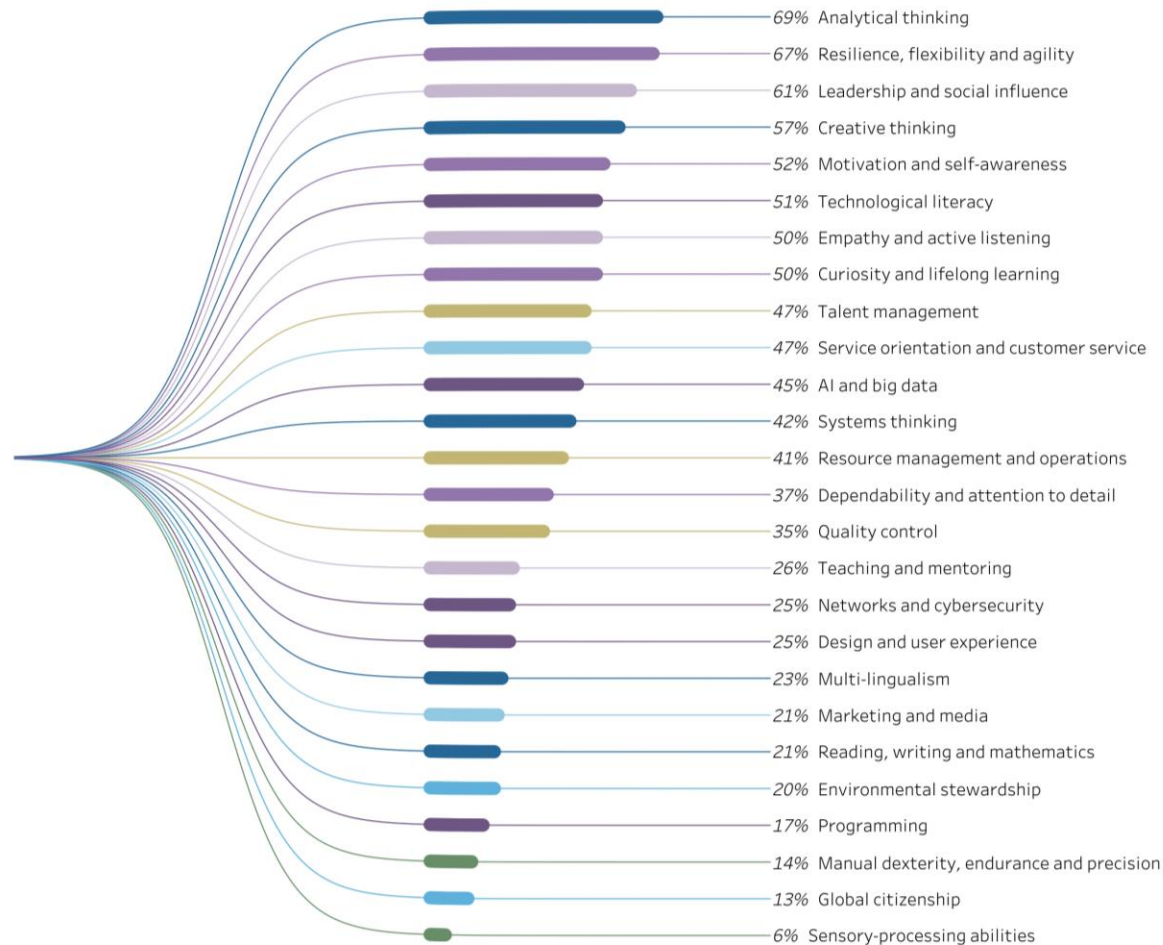 69% Analytical thinking
67% Resilience, flexibility and agility
61% Leadership and social influence
57% Creative thinking
52% Motivation and self-awareness
51% Technological literacy
50% Empathy and active listening
50% Curiosity and lifelong learning
47% Talent management
47% Service orientation and customer service
45% AI and big data
42% Systems thinking
41% Resource management and operations
37% Dependability and attention to detail
35% Quality control
26% Teaching and mentoring
25% Networks and cybersecurity
25% Design and user experience
23% Multi-lingualism
21% Marketing and media
21% Reading, writing and mathematics
20% Environmental stewardship
17% Programming
14% Manual dexterity, endurance and precision
13% Global citizenship
6% Sensory-processing abilities